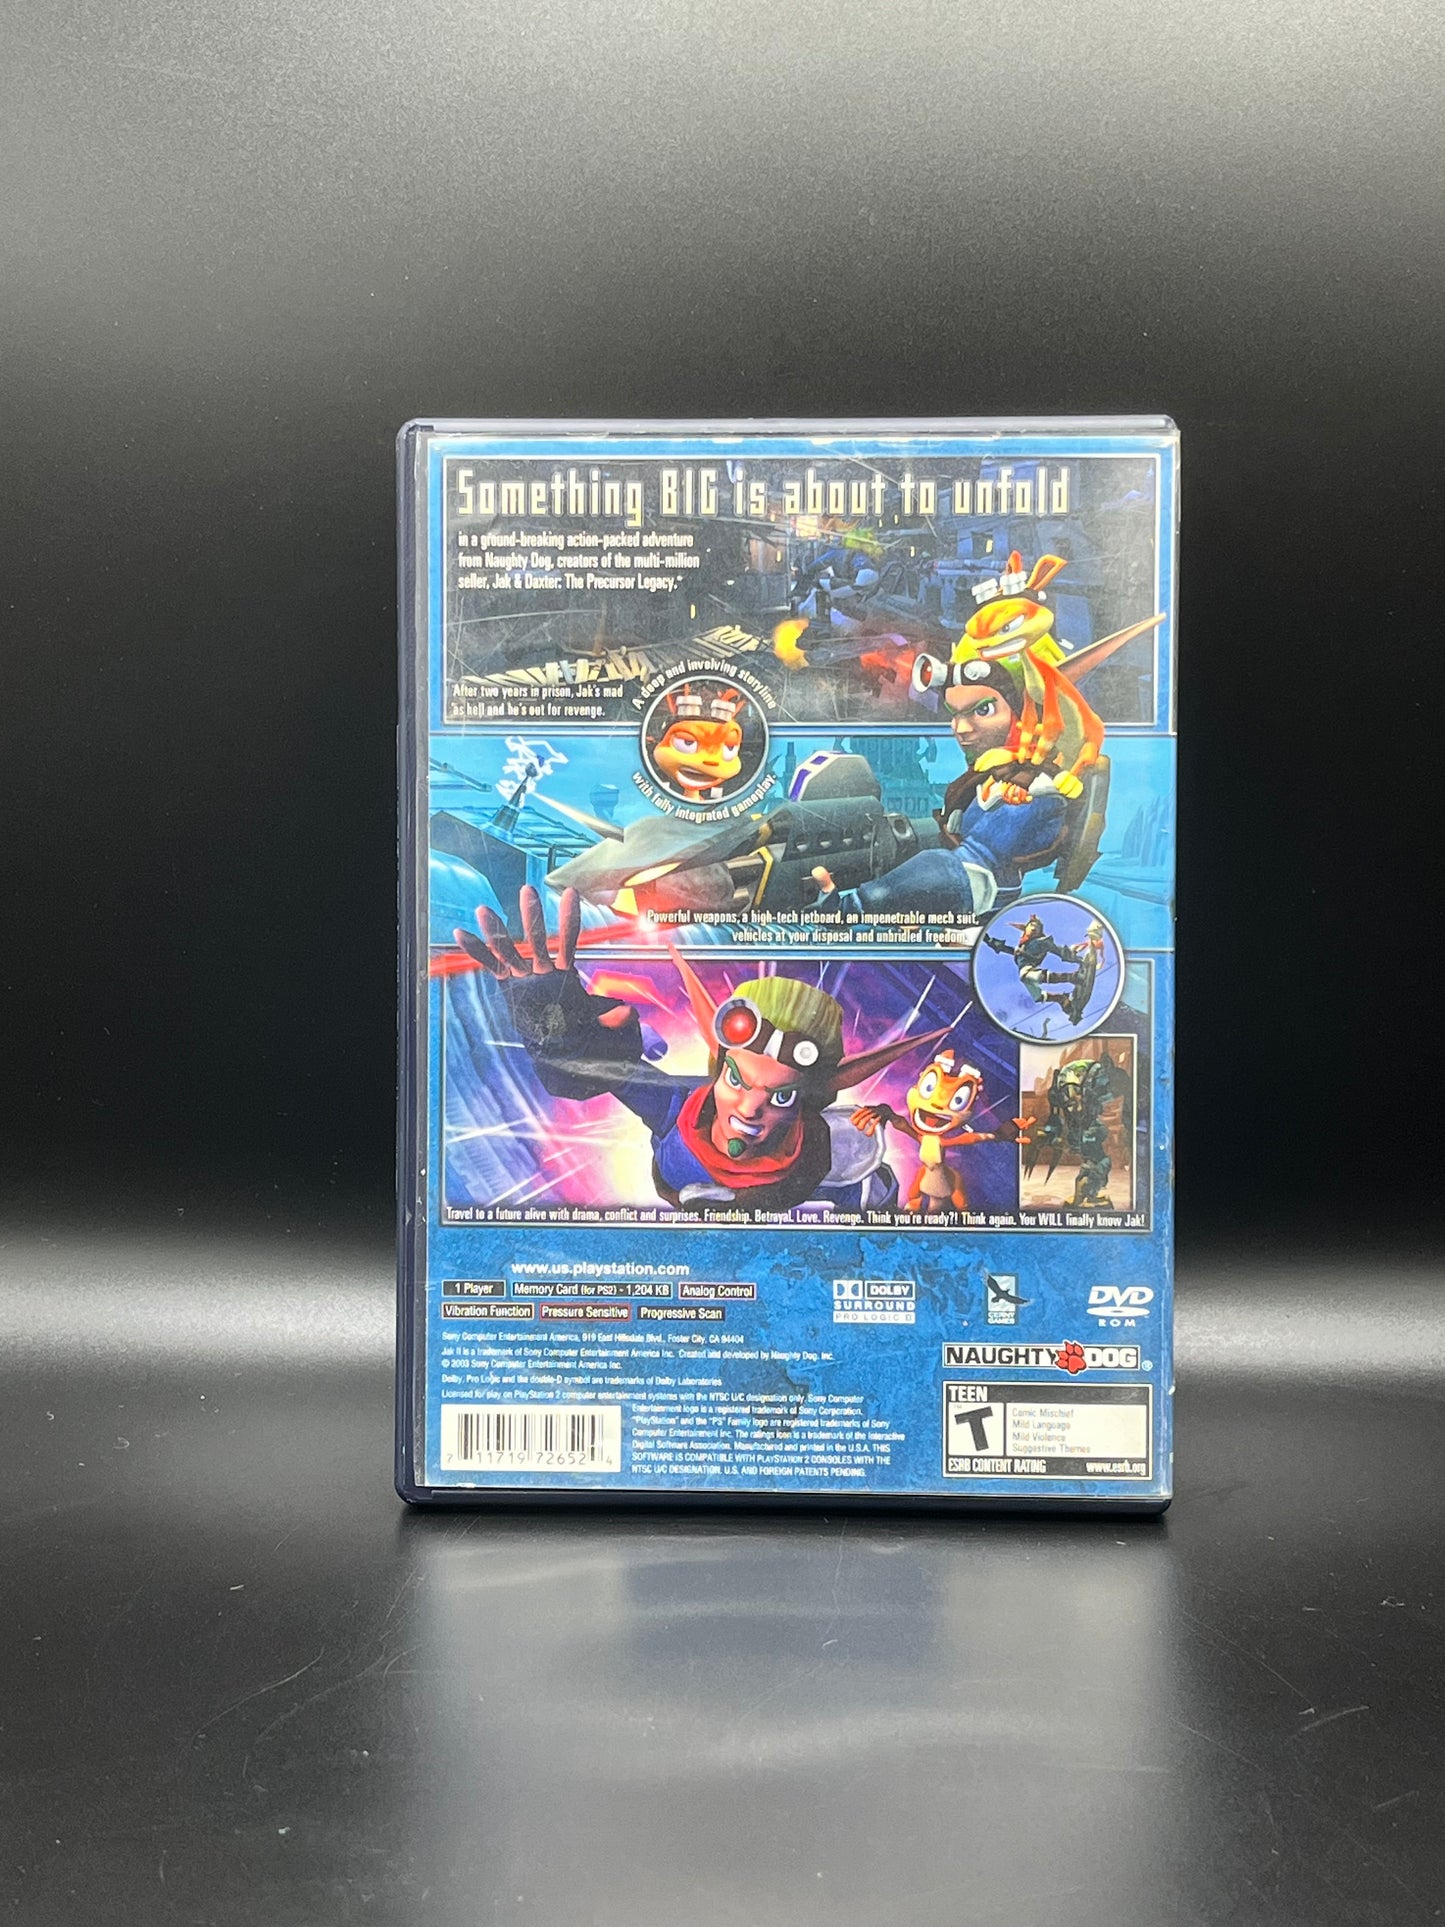 Something BIG is about to unfold
in a ground-breaking action-packed adventure
from Naughty Dog, creators of the multi-million
seller, Jak & Daxter: The Precursor Legacy.™
After two years in prison, Jak's mad
as hell and he's out for revenge.
A deep and involving storyline
with fully integrated gameplay.
Powerful weapons, a high-tech jetboard, an impenetrable mech suit,
vehicles at your disposal and unbridled freedom.
Travel to a future alive with drama, conflict and surprises. Friendship. Betrayal. Love. Revenge. Think you're ready?! Think again. You WILL finally know Jak!
www.us.playstation.com
1 Player
Memory Card (for PS2) - 1,204 KB
Analog Control
Vibration Function
Pressure Sensitive
Progressive Scan
DOLBY
SURROUND
PRO LOGIC II
CERNY
GAMES
DVD
ROM
Sony Computer Entertainment America, 919 East Hillsdale Blvd., Foster City, CA 94404
Jak II is a trademark of Sony Computer Entertainment America Inc. Created and developed by Naughty Dog, Inc.
© 2003 Sony Computer Entertainment America Inc.
Dolby, Pro Logic and the double-D symbol are trademarks of Dolby Laboratories
Licensed for play on PlayStation 2 computer entertainment systems with the NTSC U/C designation only. Sony Computer
Entertainment logo is a registered trademark of Sony Corporation.
"PlayStation" and the "PS" Family logo are registered trademarks of Sony
Computer Entertainment Inc. The ratings icon is a trademark of the Interactive
Digital Software Association. Manufactured and printed in the U.S.A. THIS
SOFTWARE IS COMPATIBLE WITH PLAYSTATION 2 CONSOLES WITH THE
NTSC U/C DESIGNATION. U.S. AND FOREIGN PATENTS PENDING.
7 11719 72652 4
NAUGHTY DOG ®
TEEN
T
Comic Mischief
Mild Language
Mild Violence
Suggestive Themes
ESRB CONTENT RATING www.esrb.org